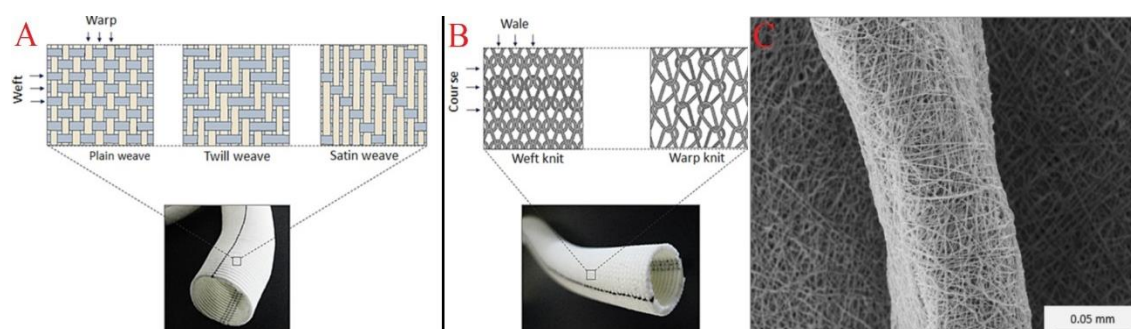 A
Warp
Weft
Plain weave
Twill weave
Satin weave
B
Wale
Course
Weft knit
Warp knit
C
0.05 mm